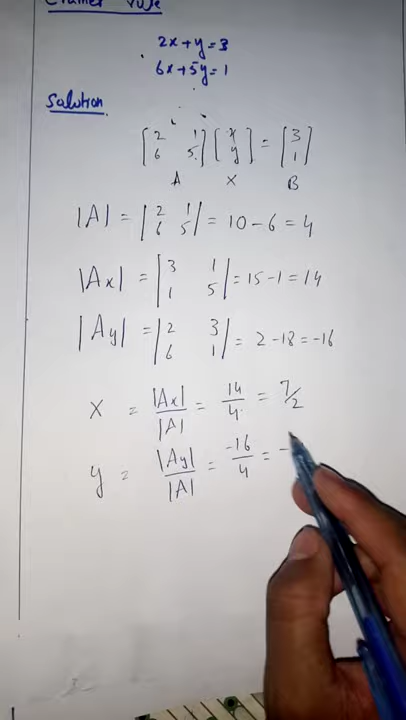 Cramer rule
2x+y=3
6x+5y=1
Solution
[2 1
6 5] [x
y] = [3
1]
A X B
|A| = |2 1
6 5| = 10-6 = 4
|Ax| = |3 1
1 5| = 15-1 = 14
|Ay| = |2 3
6 1| = 2-18 = -16
x = |Ax|/|A| = 14/4 = 7/2
y = |Ay|/|A| = -16/4 = -